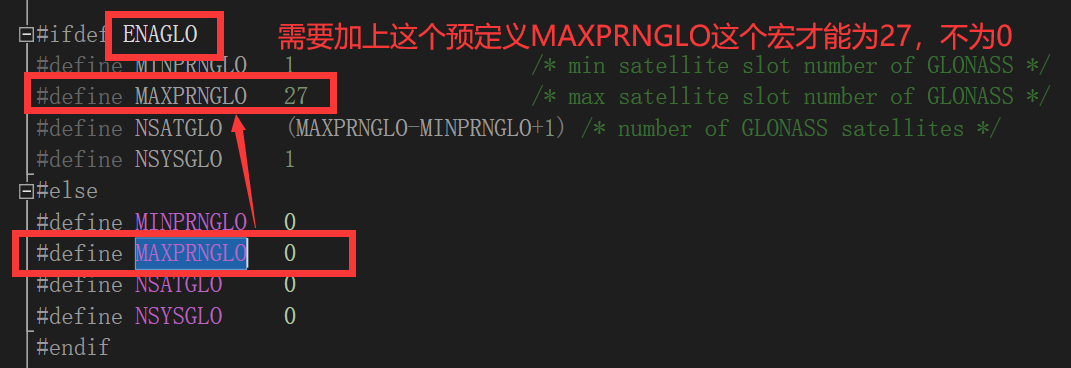 #ifdef ENAGLO 需要加上这个预定义MAXPRNGLO这个宏才能为27，不为0
#define MINPRNGLO 1 /* min satellite slot number of GLONASS */
#define MAXPRNGLO 27 /* max satellite slot number of GLONASS */
#define NSATGLO (MAXPRNGLO-MINPRNGLO+1) /* number of GLONASS satellites */
#define NSYSGLO 1
#else
#define MINPRNGLO 0
#define MAXPRNGLO 0
#define NSATGLO 0
#define NSYSGLO 0
#endif